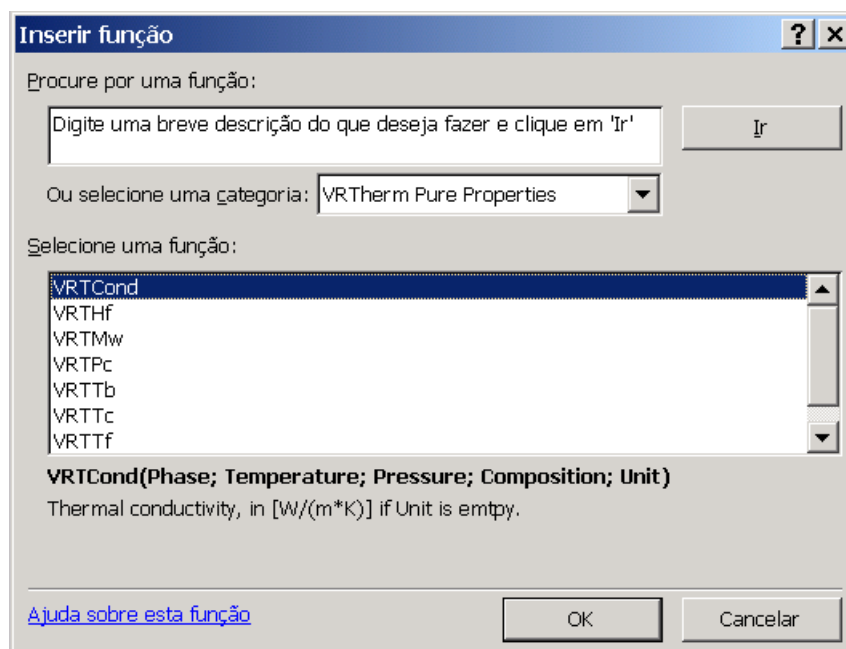 Inserir função
Procure por uma função:
Digite uma breve descrição do que deseja fazer e clique em 'Ir'
Ir
Ou selecione uma categoria: VRTherm Pure Properties
Selecione uma função:
VRTCond
VRTHf
VRTMw
VRTPc
VRTTb
VRTTc
VRTTf
VRTCond(Phase; Temperature; Pressure; Composition; Unit)
Thermal conductivity, in [W/(m*K)] if Unit is emtpy.
Ajuda sobre esta função
OK
Cancelar